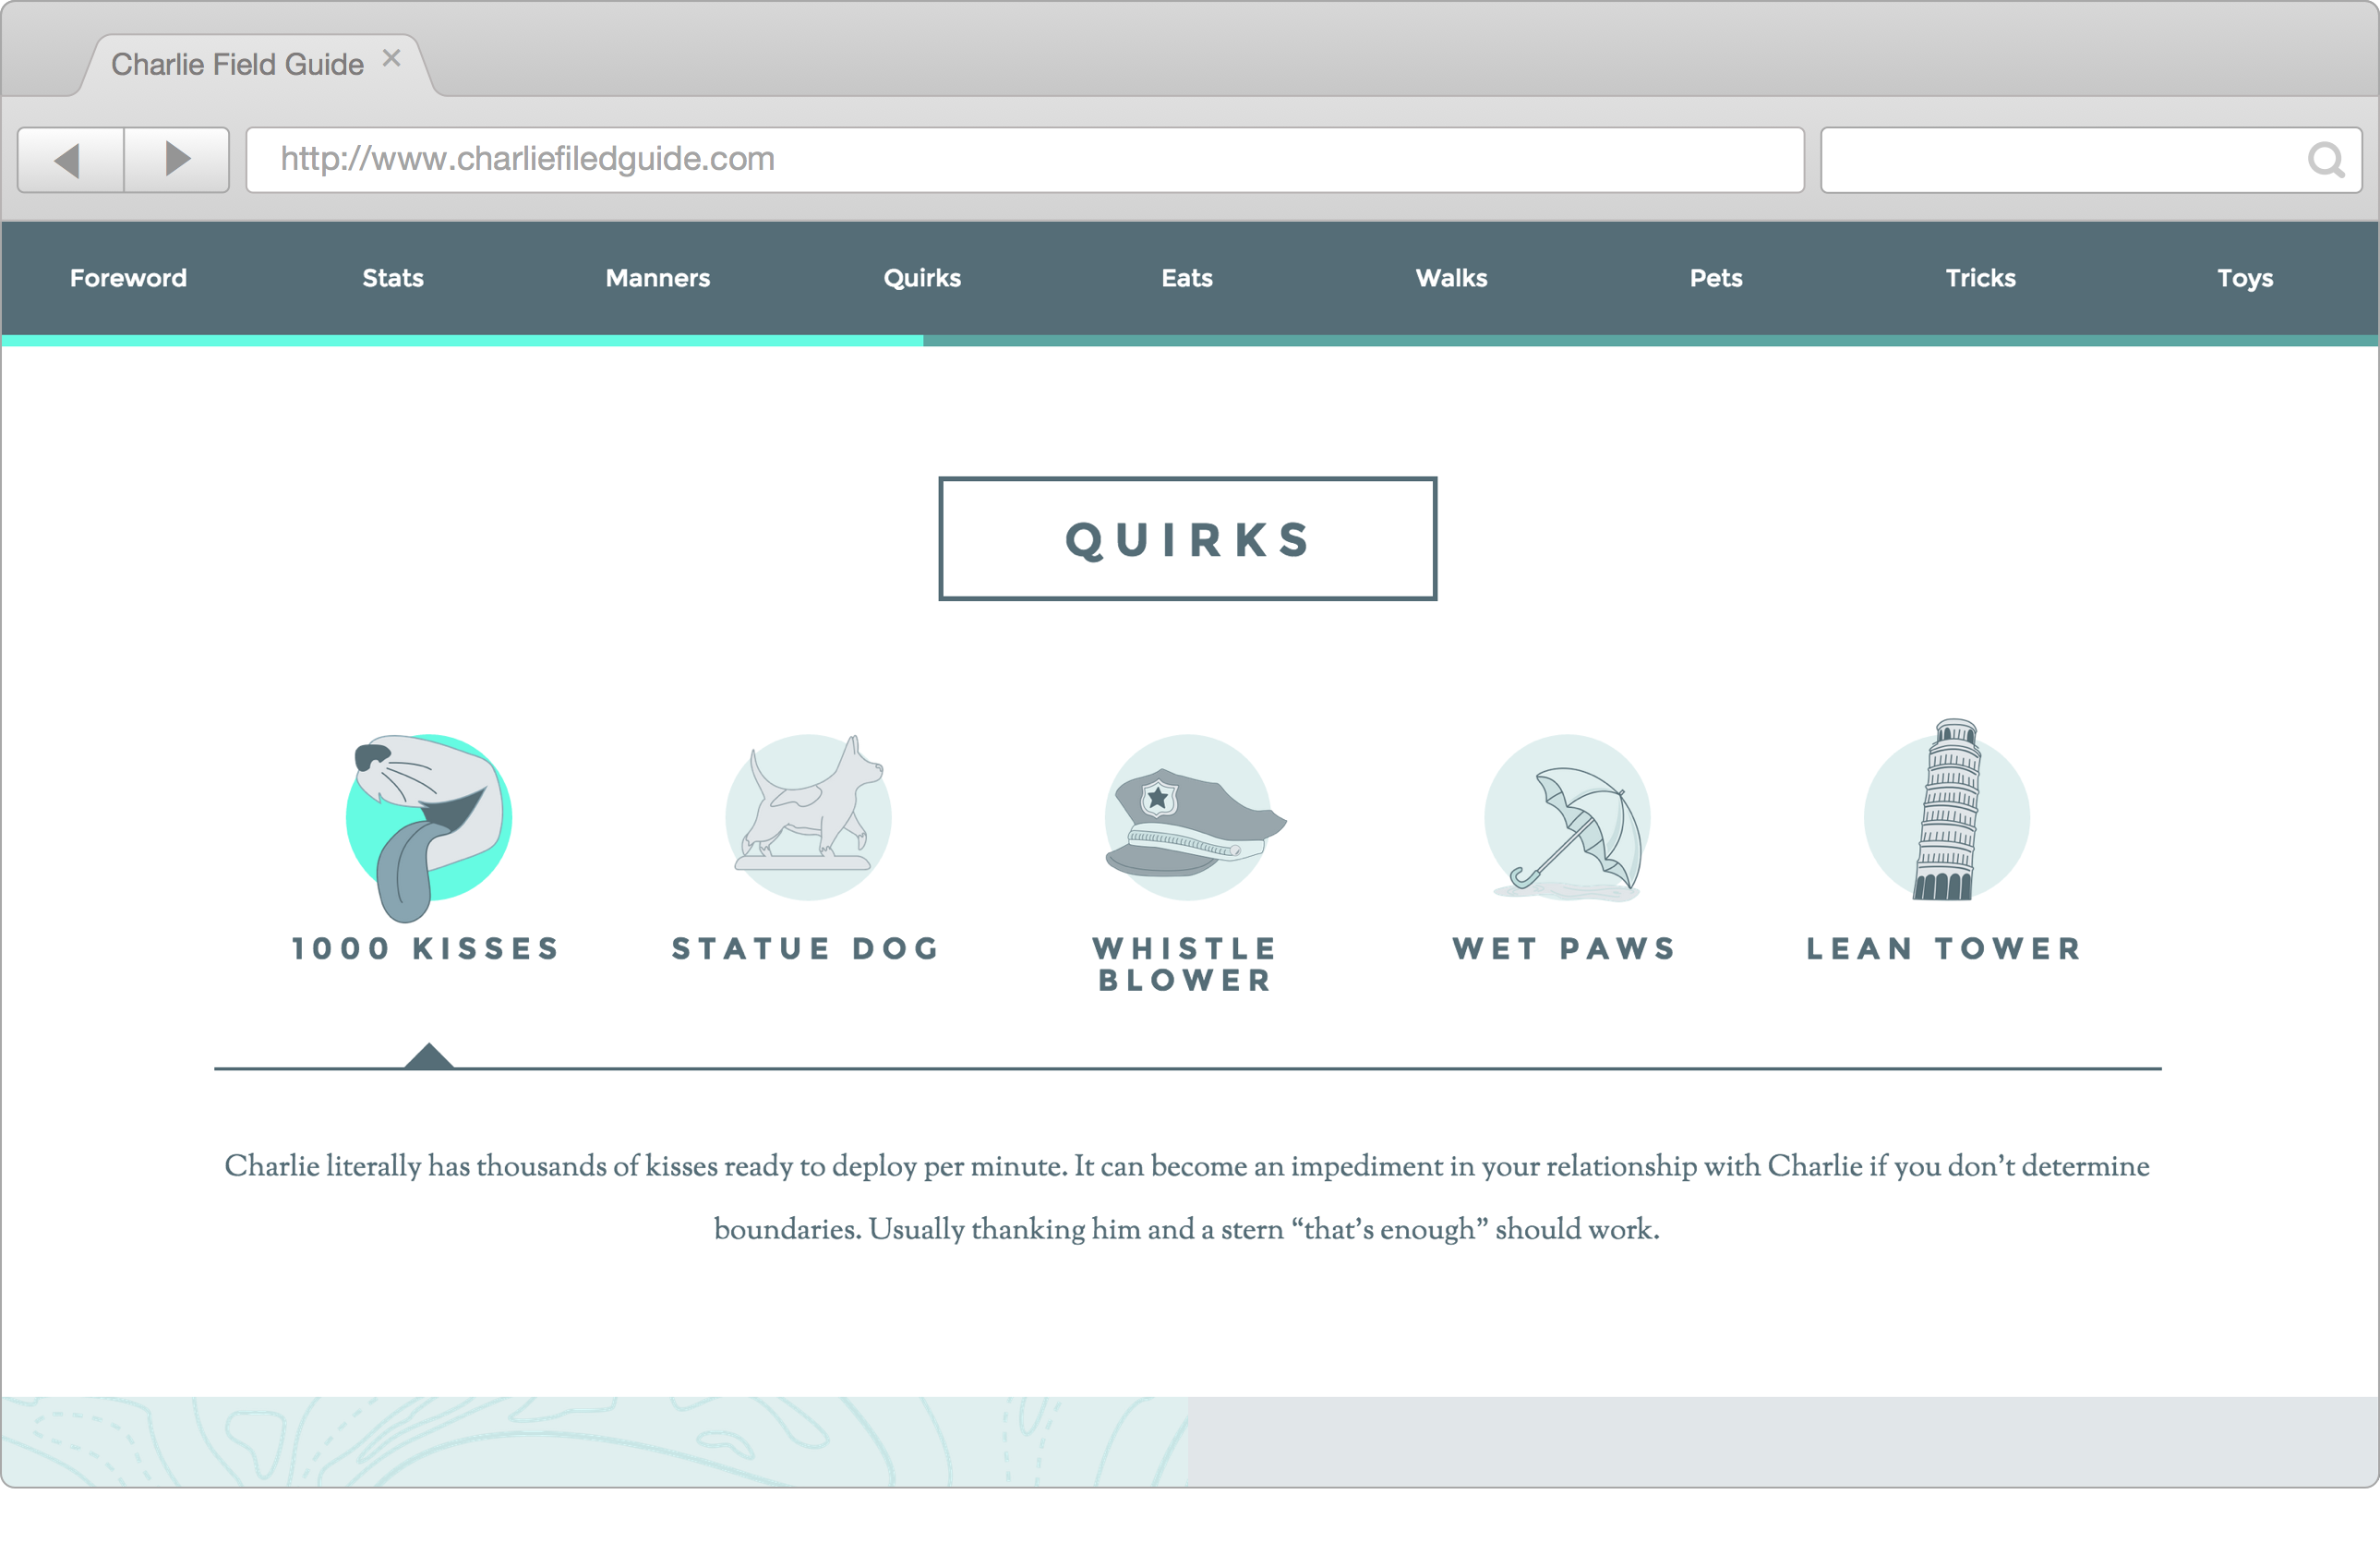 Charlie Field Guide
http://www.charliefiledguide.com
Foreword Stats Manners Quirks Eats Walks Pets Tricks Toys
QUIRKS
1000 KISSES STATUE DOG WHISTLE BLOWER WET PAWS LEAN TOWER
Charlie literally has thousands of kisses ready to deploy per minute. It can become an impediment in your relationship with Charlie if you don’t determine
boundaries. Usually thanking him and a stern “that’s enough” should work.